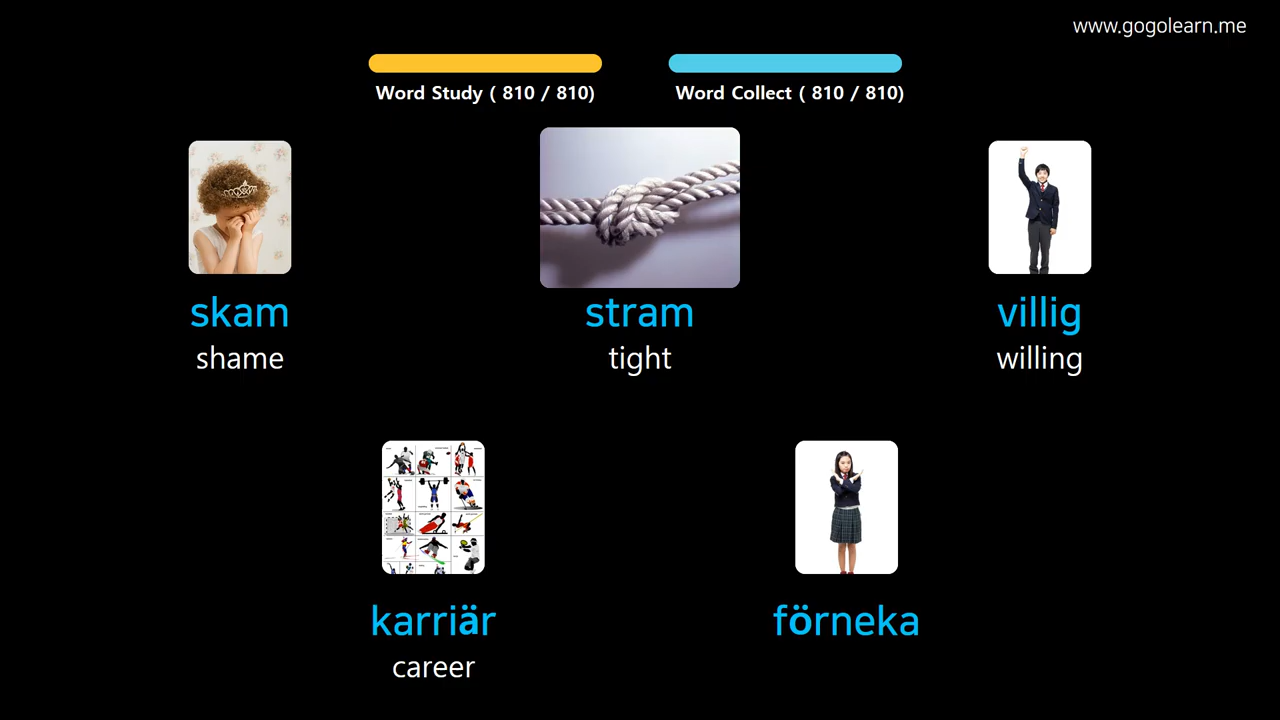 www.gogolearn.me
Word Study ( 810 / 810)
Word Collect ( 810 / 810)
skam
shame
stram
tight
villig
willing
karriär
career
förneka